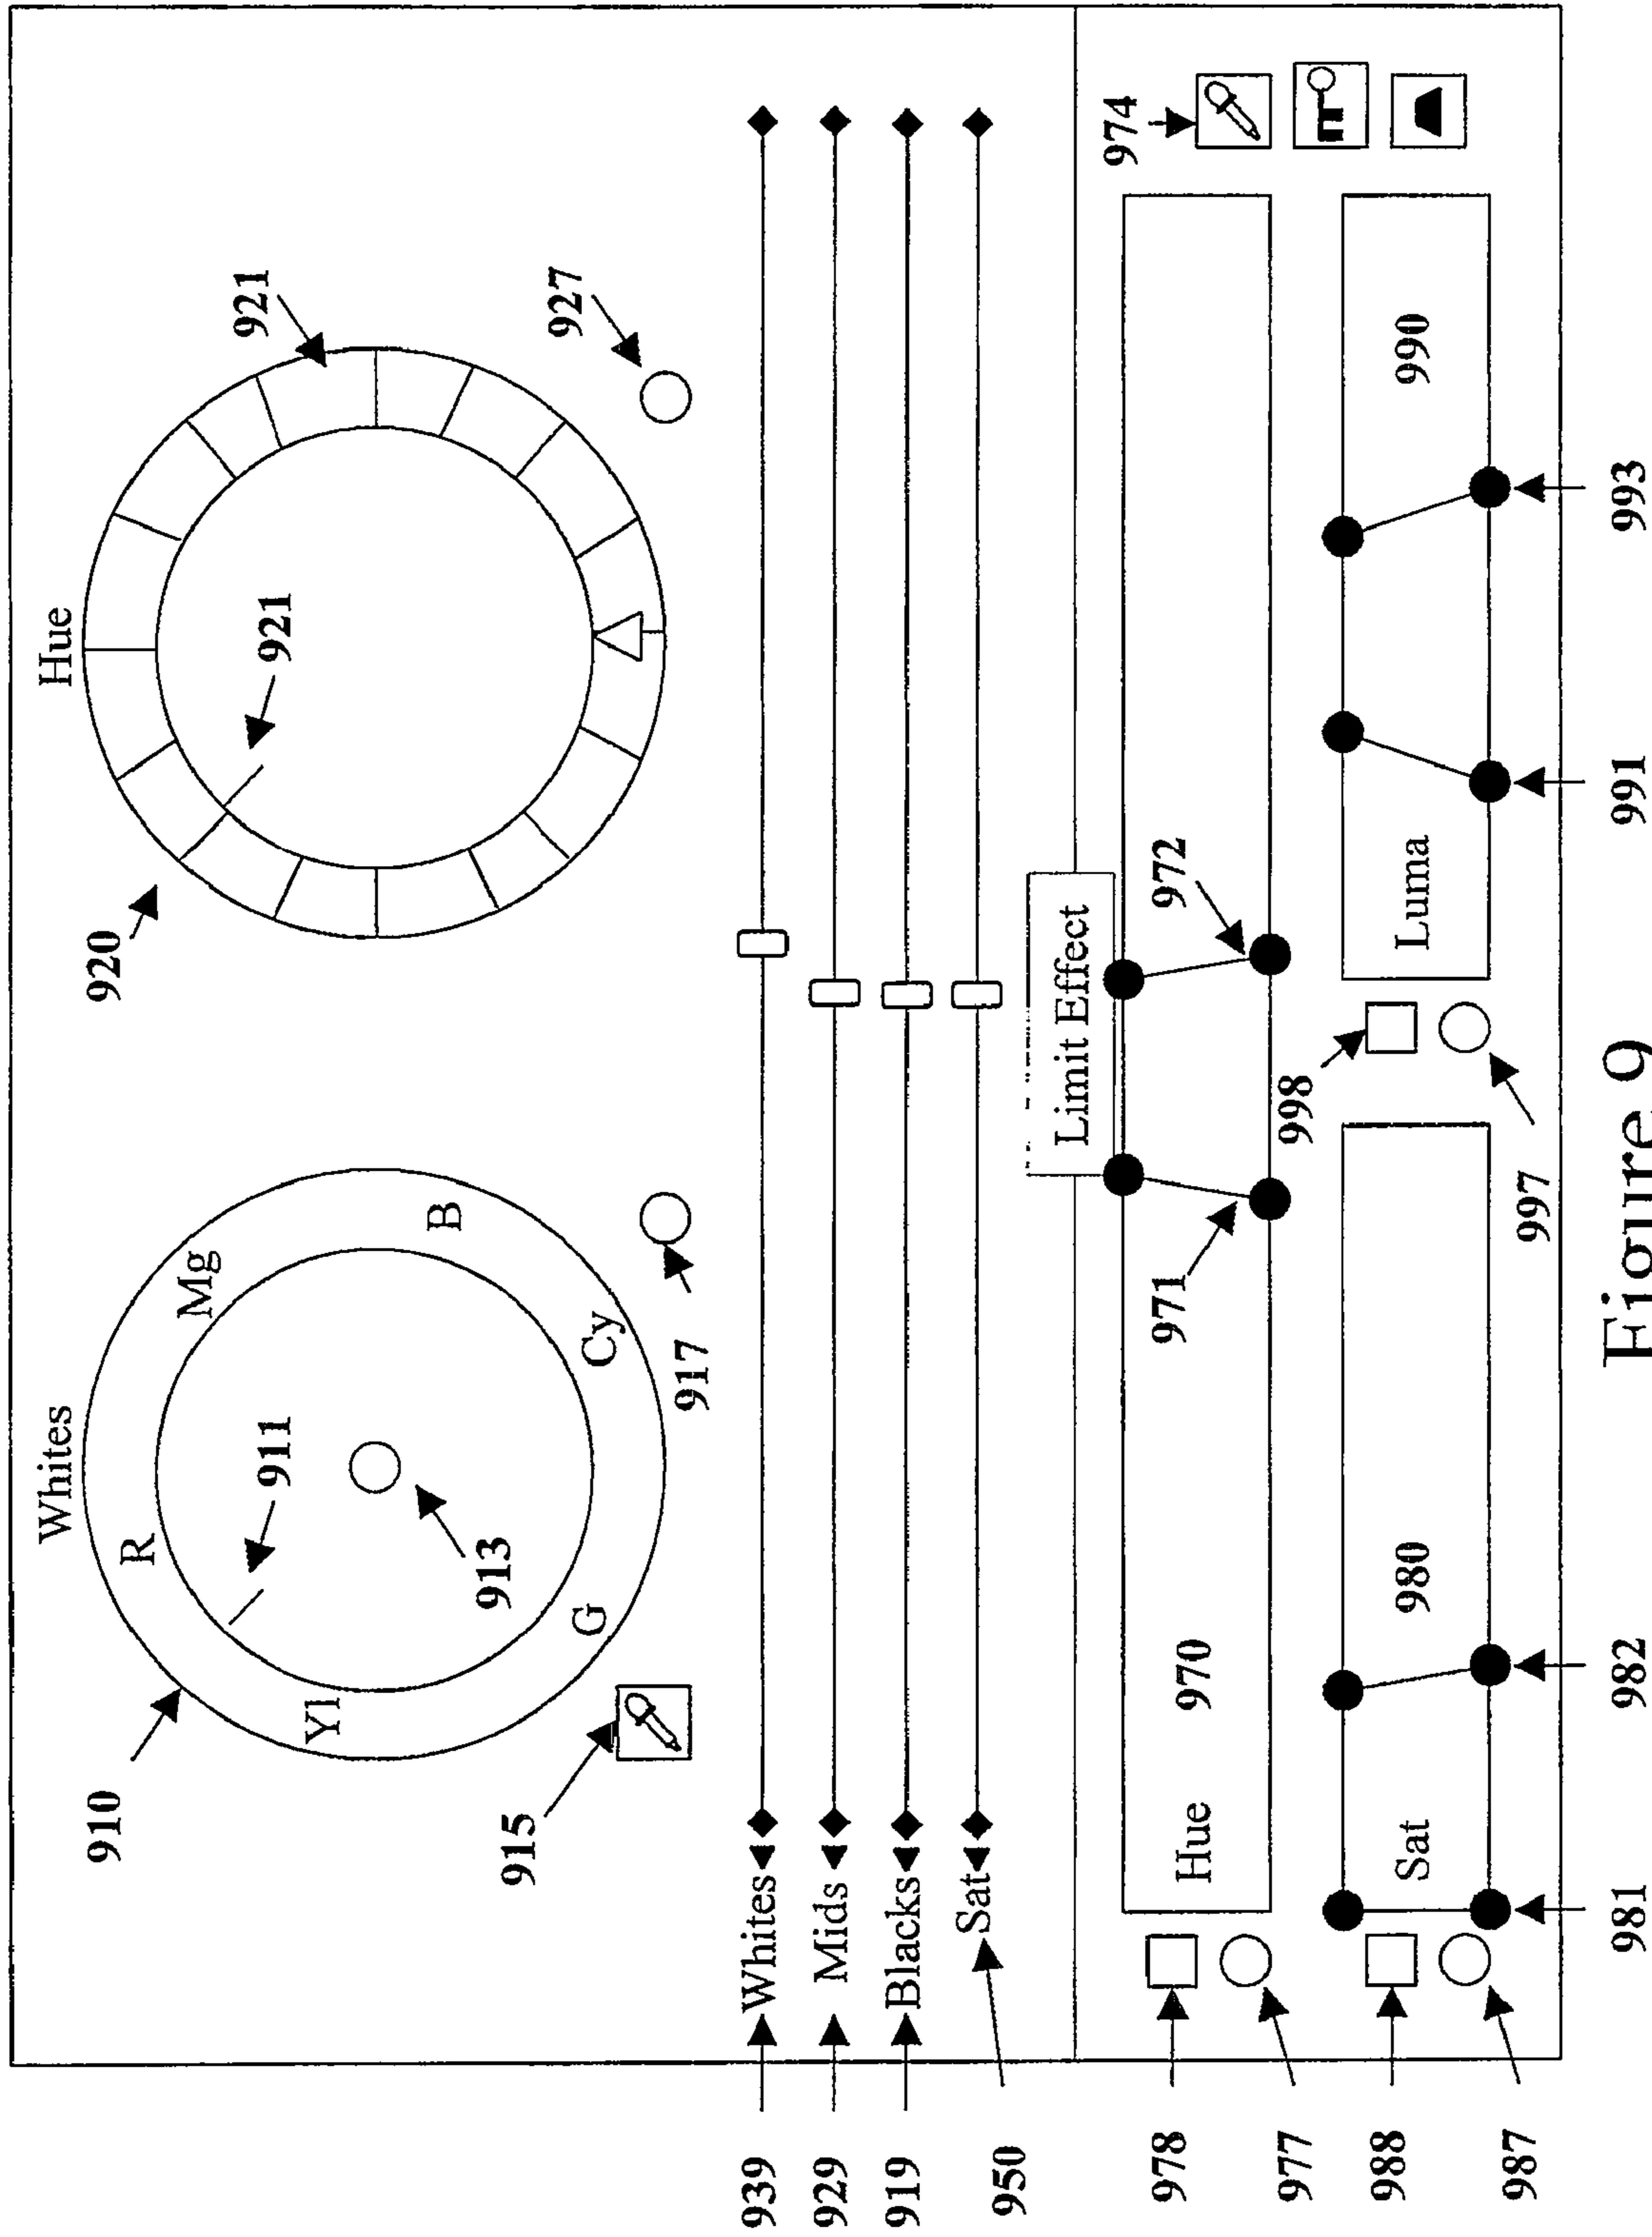 Whites
Hue
910
920
R
Mg
911
921
921
Yl
B
913
915
G
Cy
917
927
939
Whites
929
Mids
919
Blacks
950
Sat
Limit Effect
974
978
Hue
970
971
972
977
998
988
Sat
980
Luma
990
987
997
981
982
991
993
Figure 9